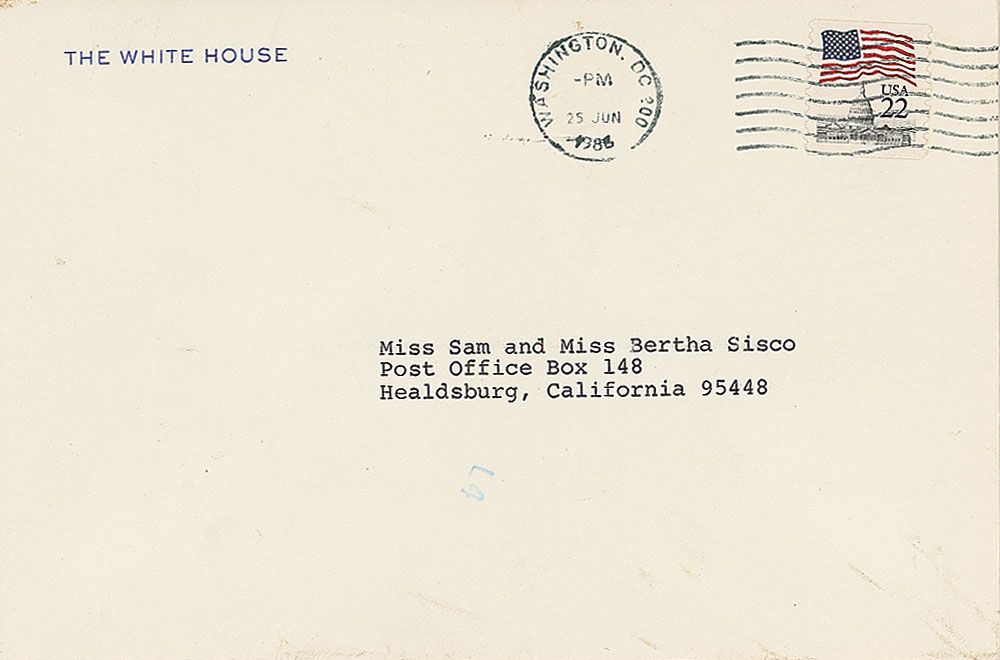 THE WHITE HOUSE
WASHINGTON, DC 200
-PM
25 JUN
USA
22
Miss Sam and Miss Bertha Sisco
Post Office Box 148
Healdsburg, California 95448